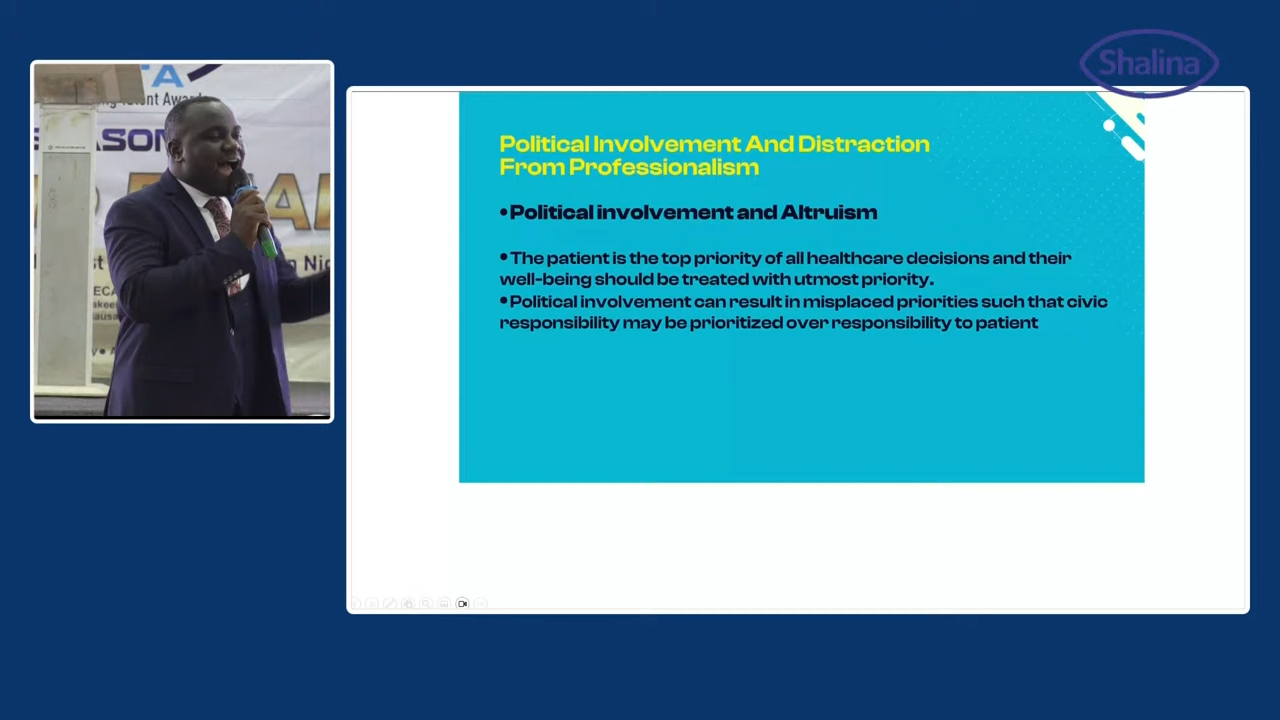 Shalina
TA
Awards
Political Involvement And Distraction
From Professionalism
•Political involvement and Altruism
•The patient is the top priority of all healthcare decisions and their
well-being should be treated with utmost priority.
•Political involvement can result in misplaced priorities such that civic
responsibility may be prioritized over responsibility to patient